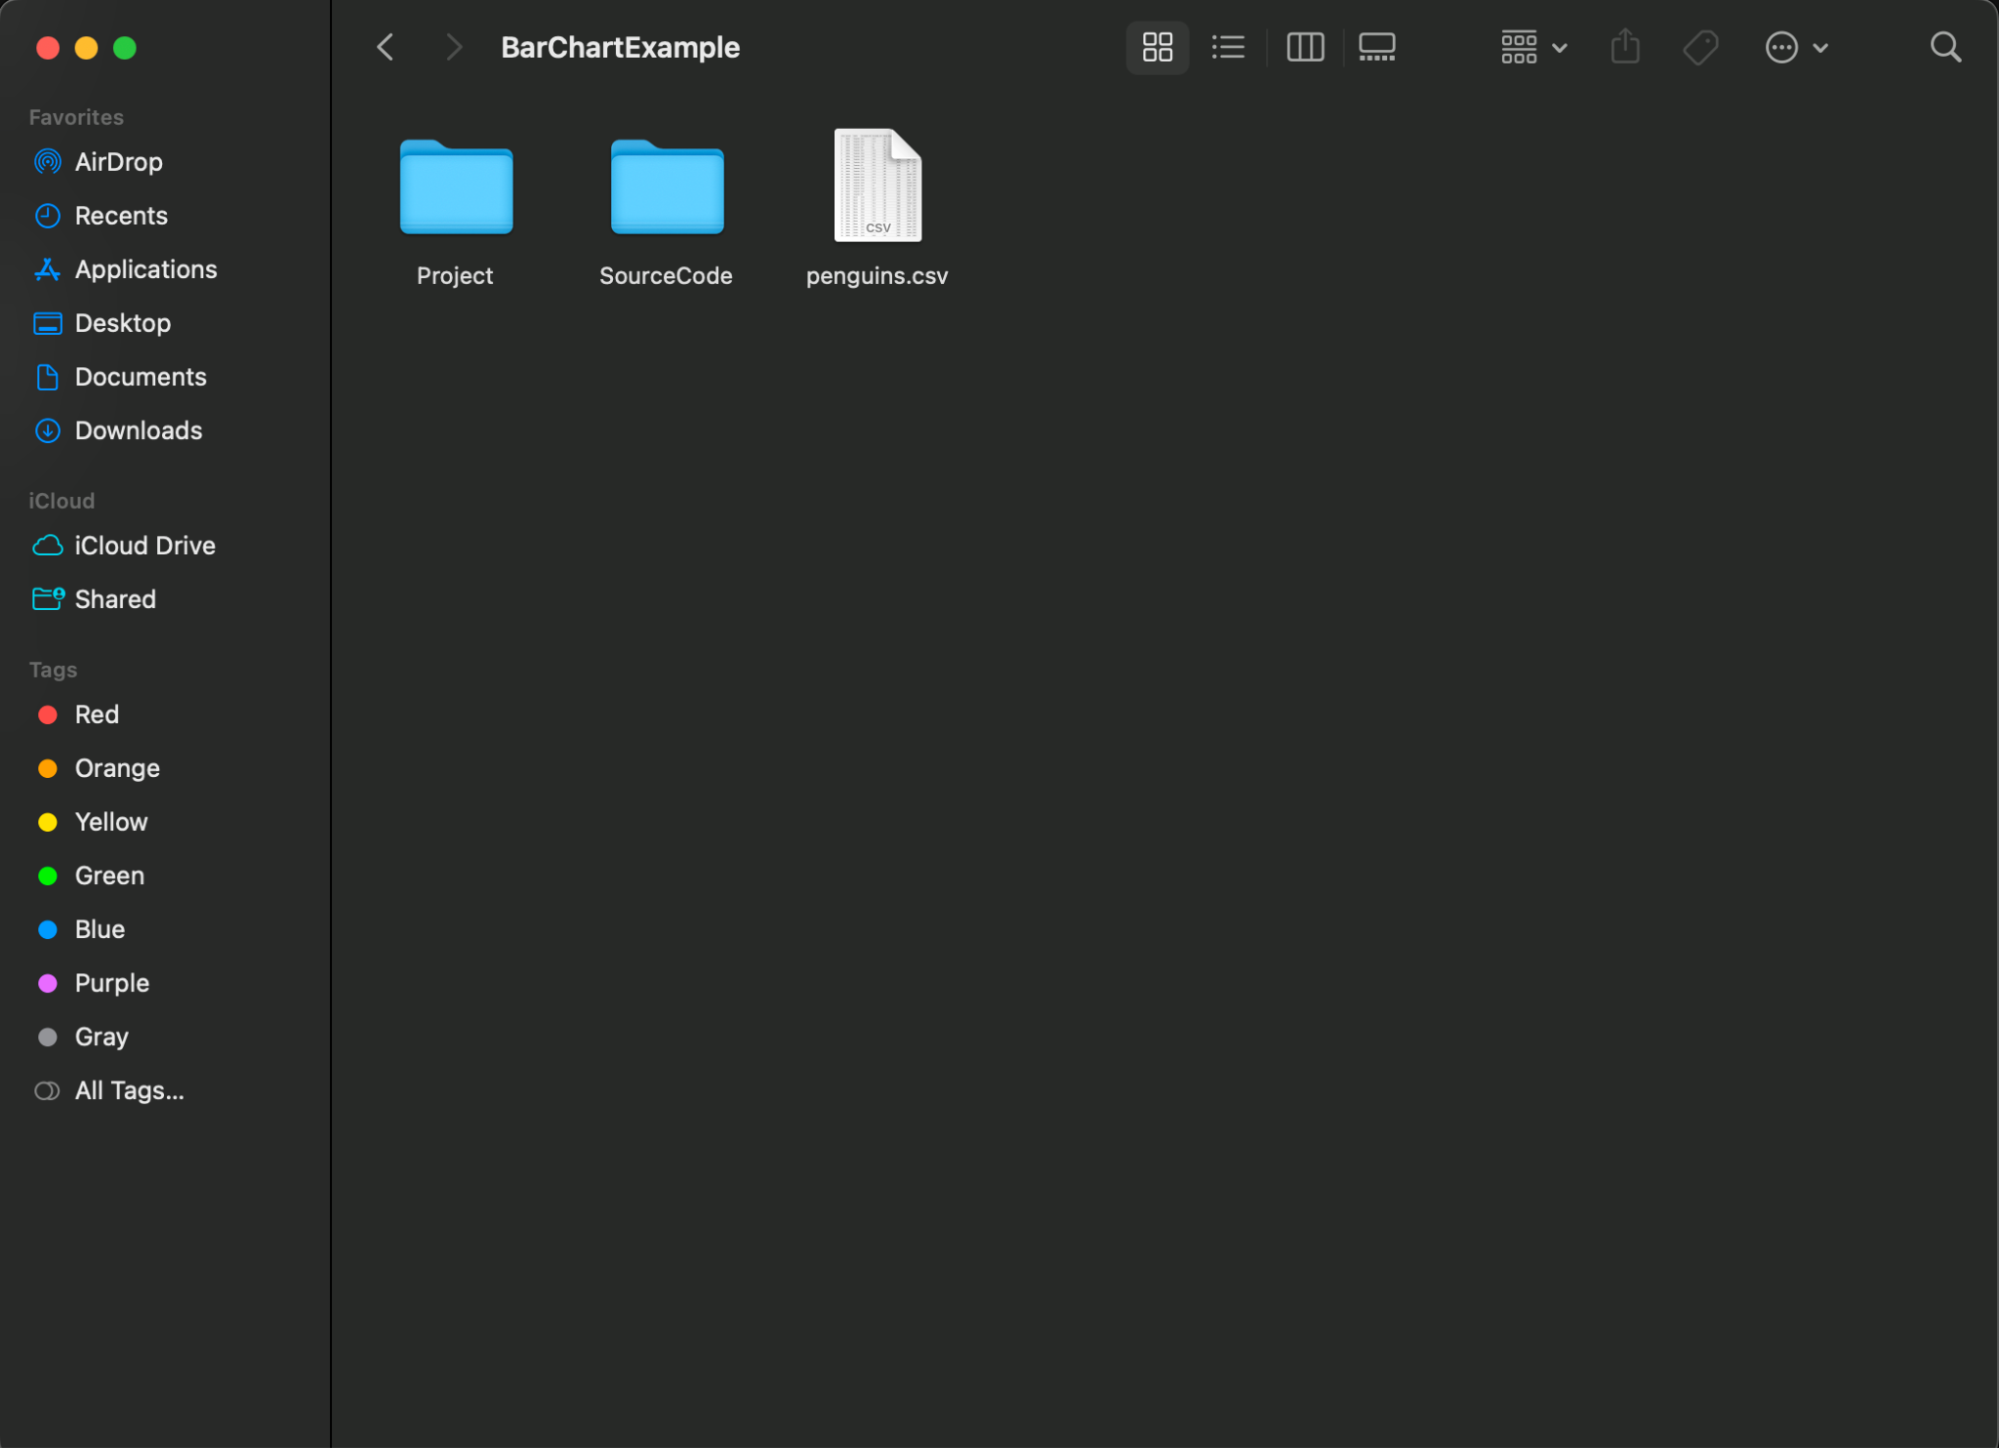 BarChartExample
Favorites
AirDrop
Recents
Applications
Desktop
Documents
Downloads
iCloud
iCloud Drive
Shared
Tags
Red
Orange
Yellow
Green
Blue
Purple
Gray
All Tags...
CSV
Project
SourceCode
penguins.csv